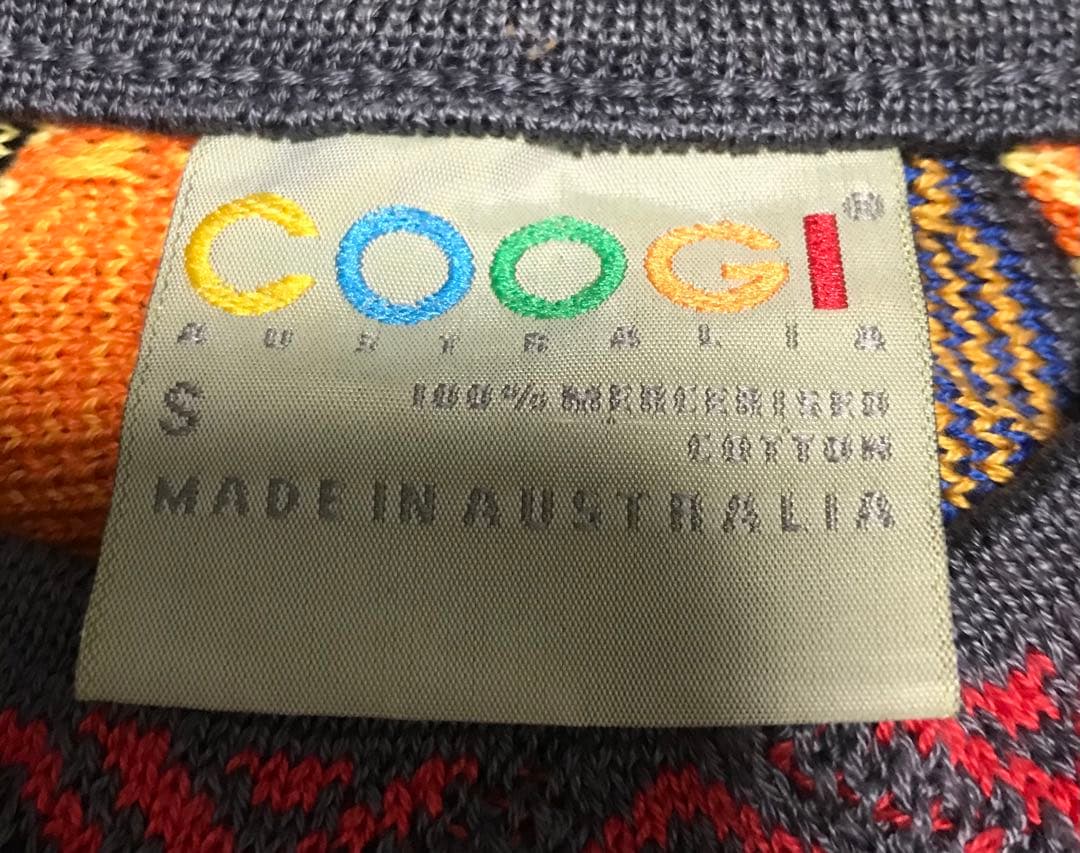 COOGI®
AUSTRALIA
S 100% MERCERISED
COTTON
MADE IN AUSTRALIA